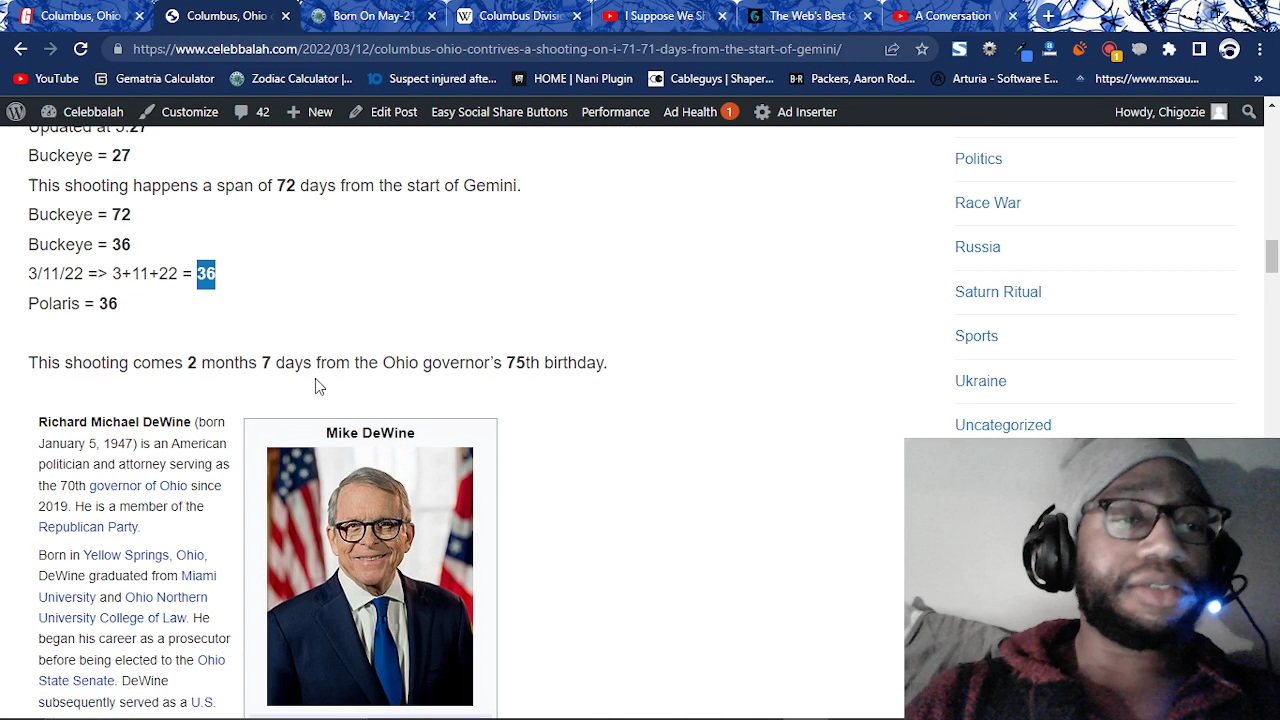 Columbus, Ohio
Columbus, Ohio
Born On May-21
Columbus Divisi
I Suppose We Sh
The Web's Best
A Conversation W
https://www.celebbalah.com/2022/03/12/columbus-ohio-contrives-a-shooting-on-i-71-71-days-from-the-start-of-gemini/
YouTube
Gematria Calculator
Zodiac Calculator |...
Suspect injured afte...
HOME | Nani Plugin
Cableguys | Shaper...
Packers, Aaron Rod...
Arturia - Software E...
https://www.msxau...
Celebbalah
Customize
42
New
Edit Post
Easy Social Share Buttons
Performance
Ad Health 1
Ad Inserter
Howdy, Chigozie
Updated at 5:27
Buckeye = 27
This shooting happens a span of 72 days from the start of Gemini.
Buckeye = 72
Buckeye = 36
3/11/22 => 3+11+22 = 36
Polaris = 36
This shooting comes 2 months 7 days from the Ohio governor's 75th birthday.
Richard Michael DeWine (born
January 5, 1947) is an American
politician and attorney serving as
the 70th governor of Ohio since
2019. He is a member of the
Republican Party.
Born in Yellow Springs, Ohio,
DeWine graduated from Miami
University and Ohio Northern
University College of Law. He
began his career as a prosecutor
before being elected to the Ohio
State Senate. DeWine
subsequently served as a U.S.
Mike DeWine
Politics
Race War
Russia
Saturn Ritual
Sports
Ukraine
Uncategorized